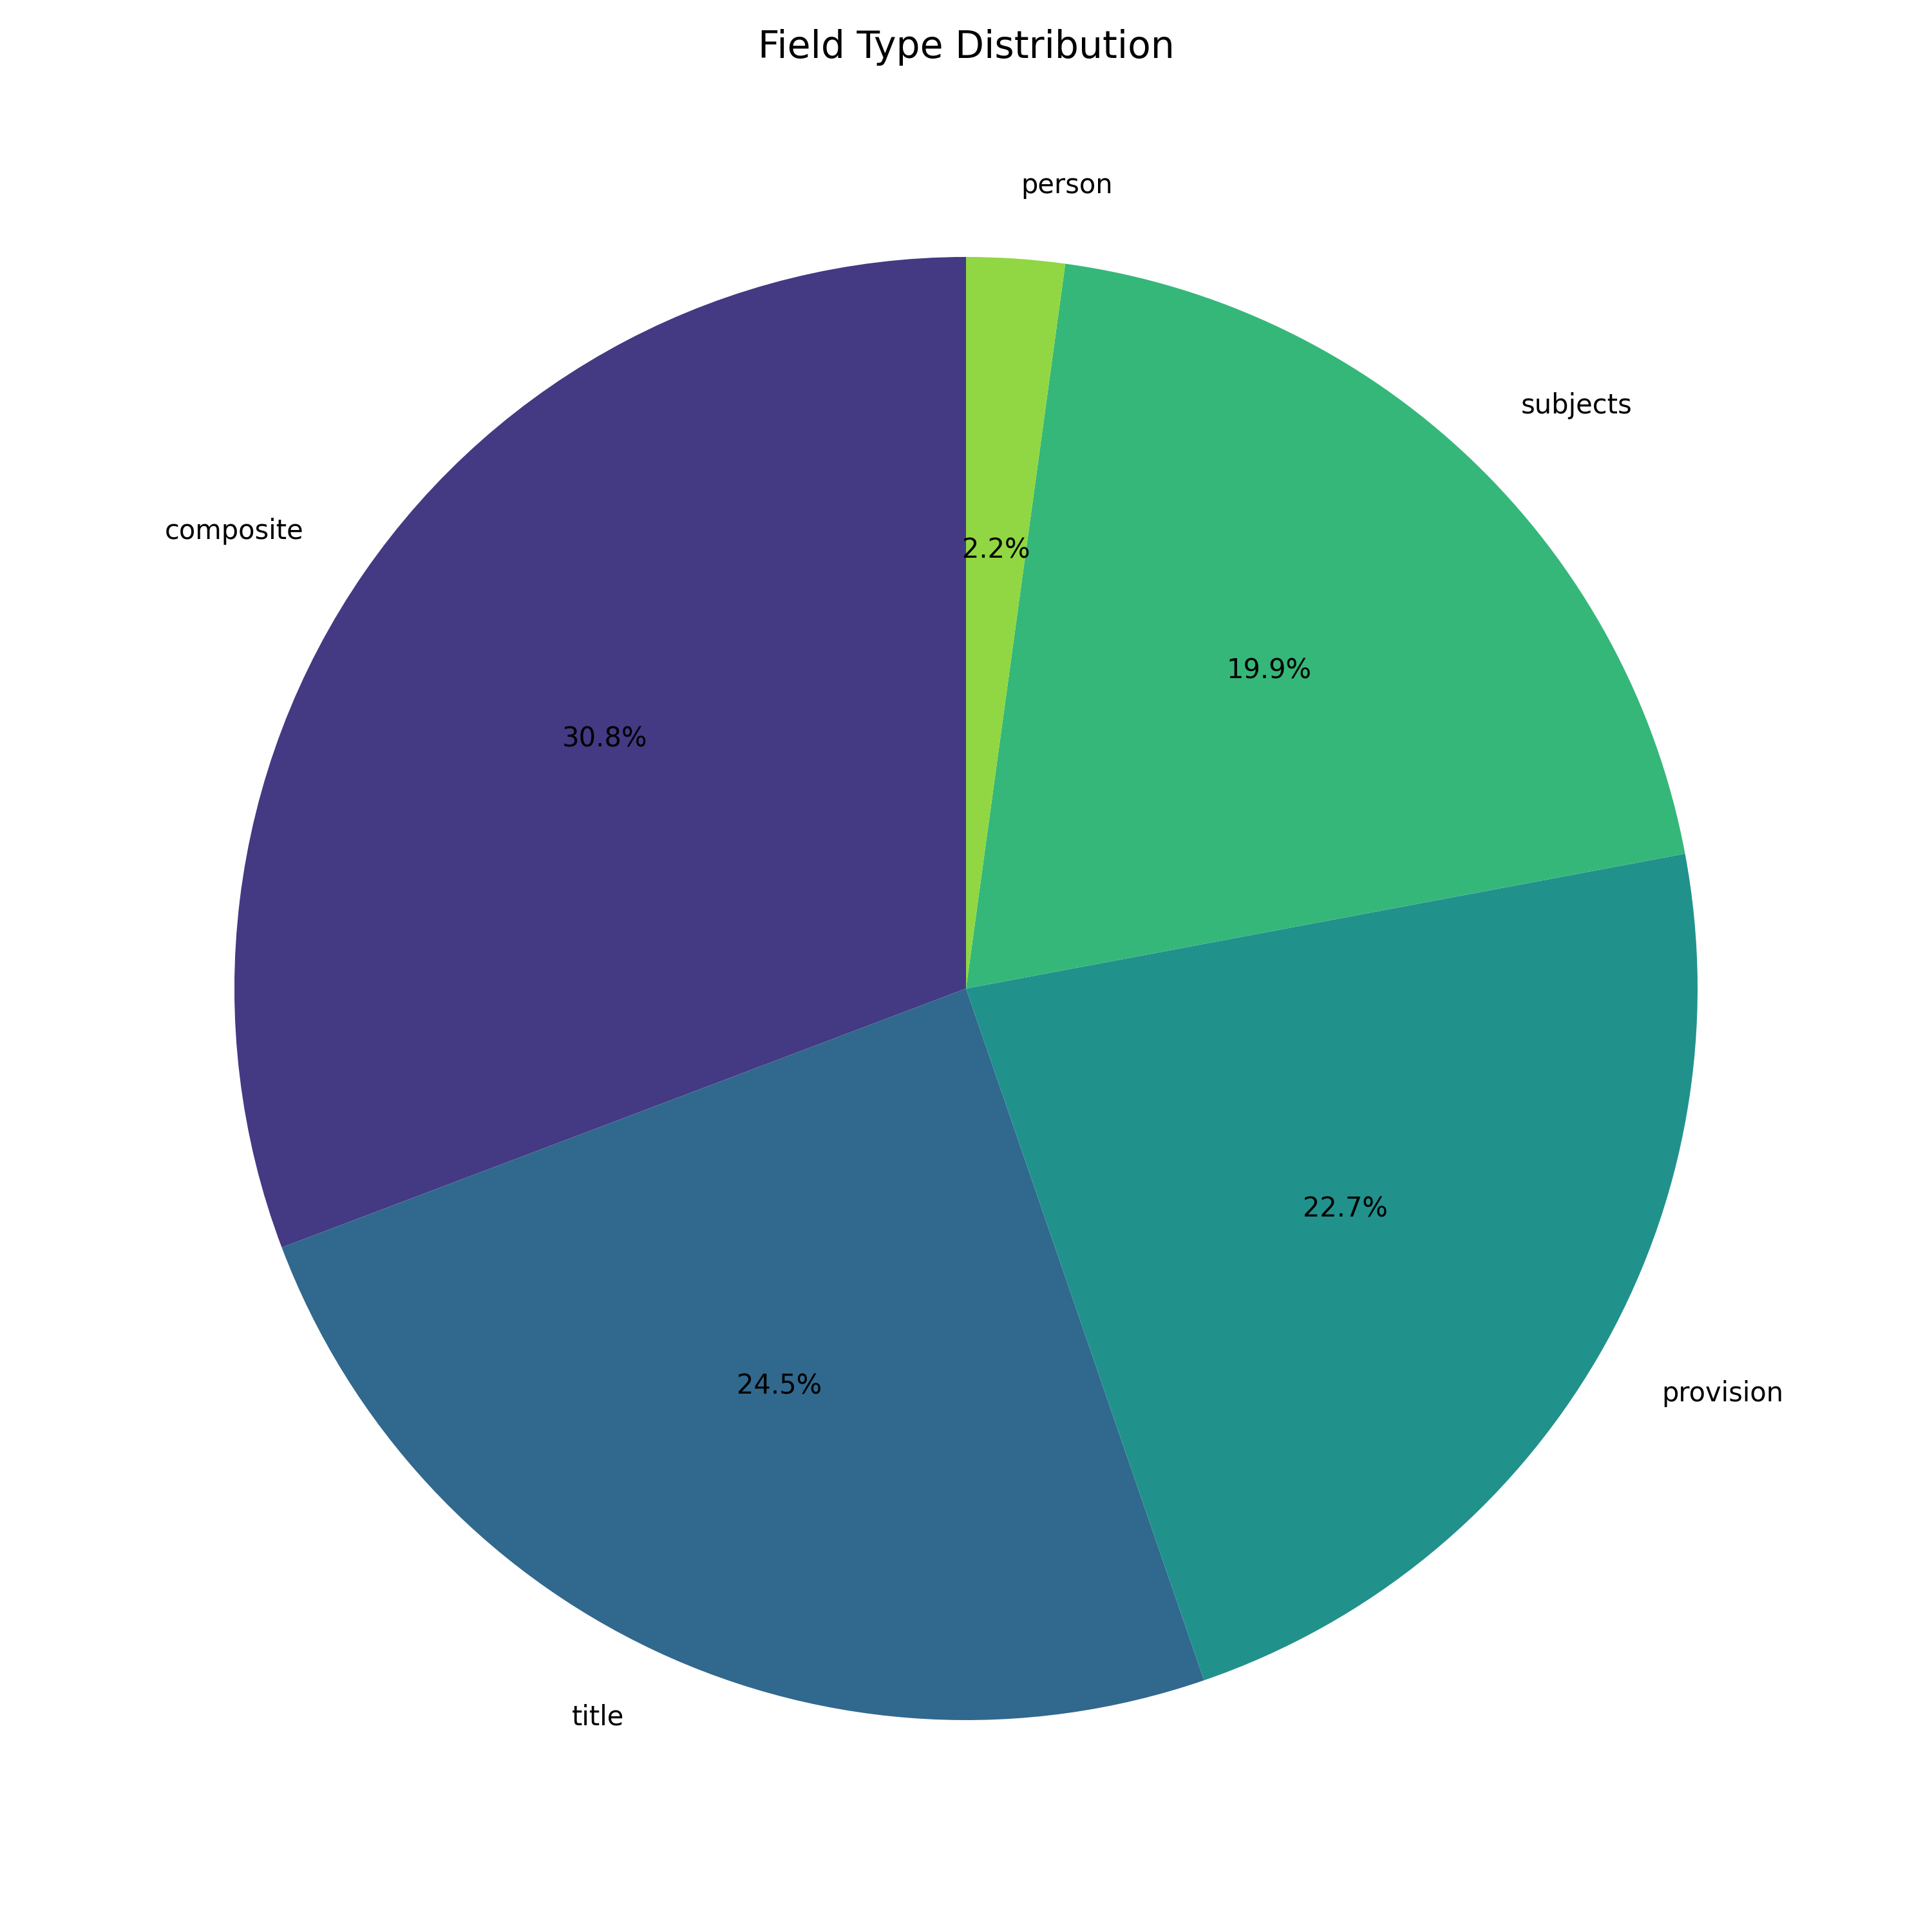 Field Type Distribution
person
subjects
composite
2.2%
19.9%
30.8%
22.7%
24.5%
provision
title